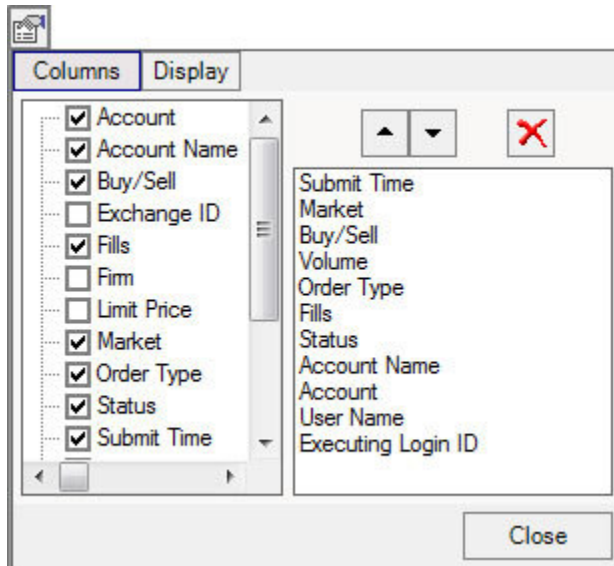 Columns
Display
Account
Account Name
Buy/Sell
Exchange ID
Fills
Firm
Limit Price
Market
Order Type
Status
Submit Time
Submit Time
Market
Buy/Sell
Volume
Order Type
Fills
Status
Account Name
Account
User Name
Executing Login ID
Close